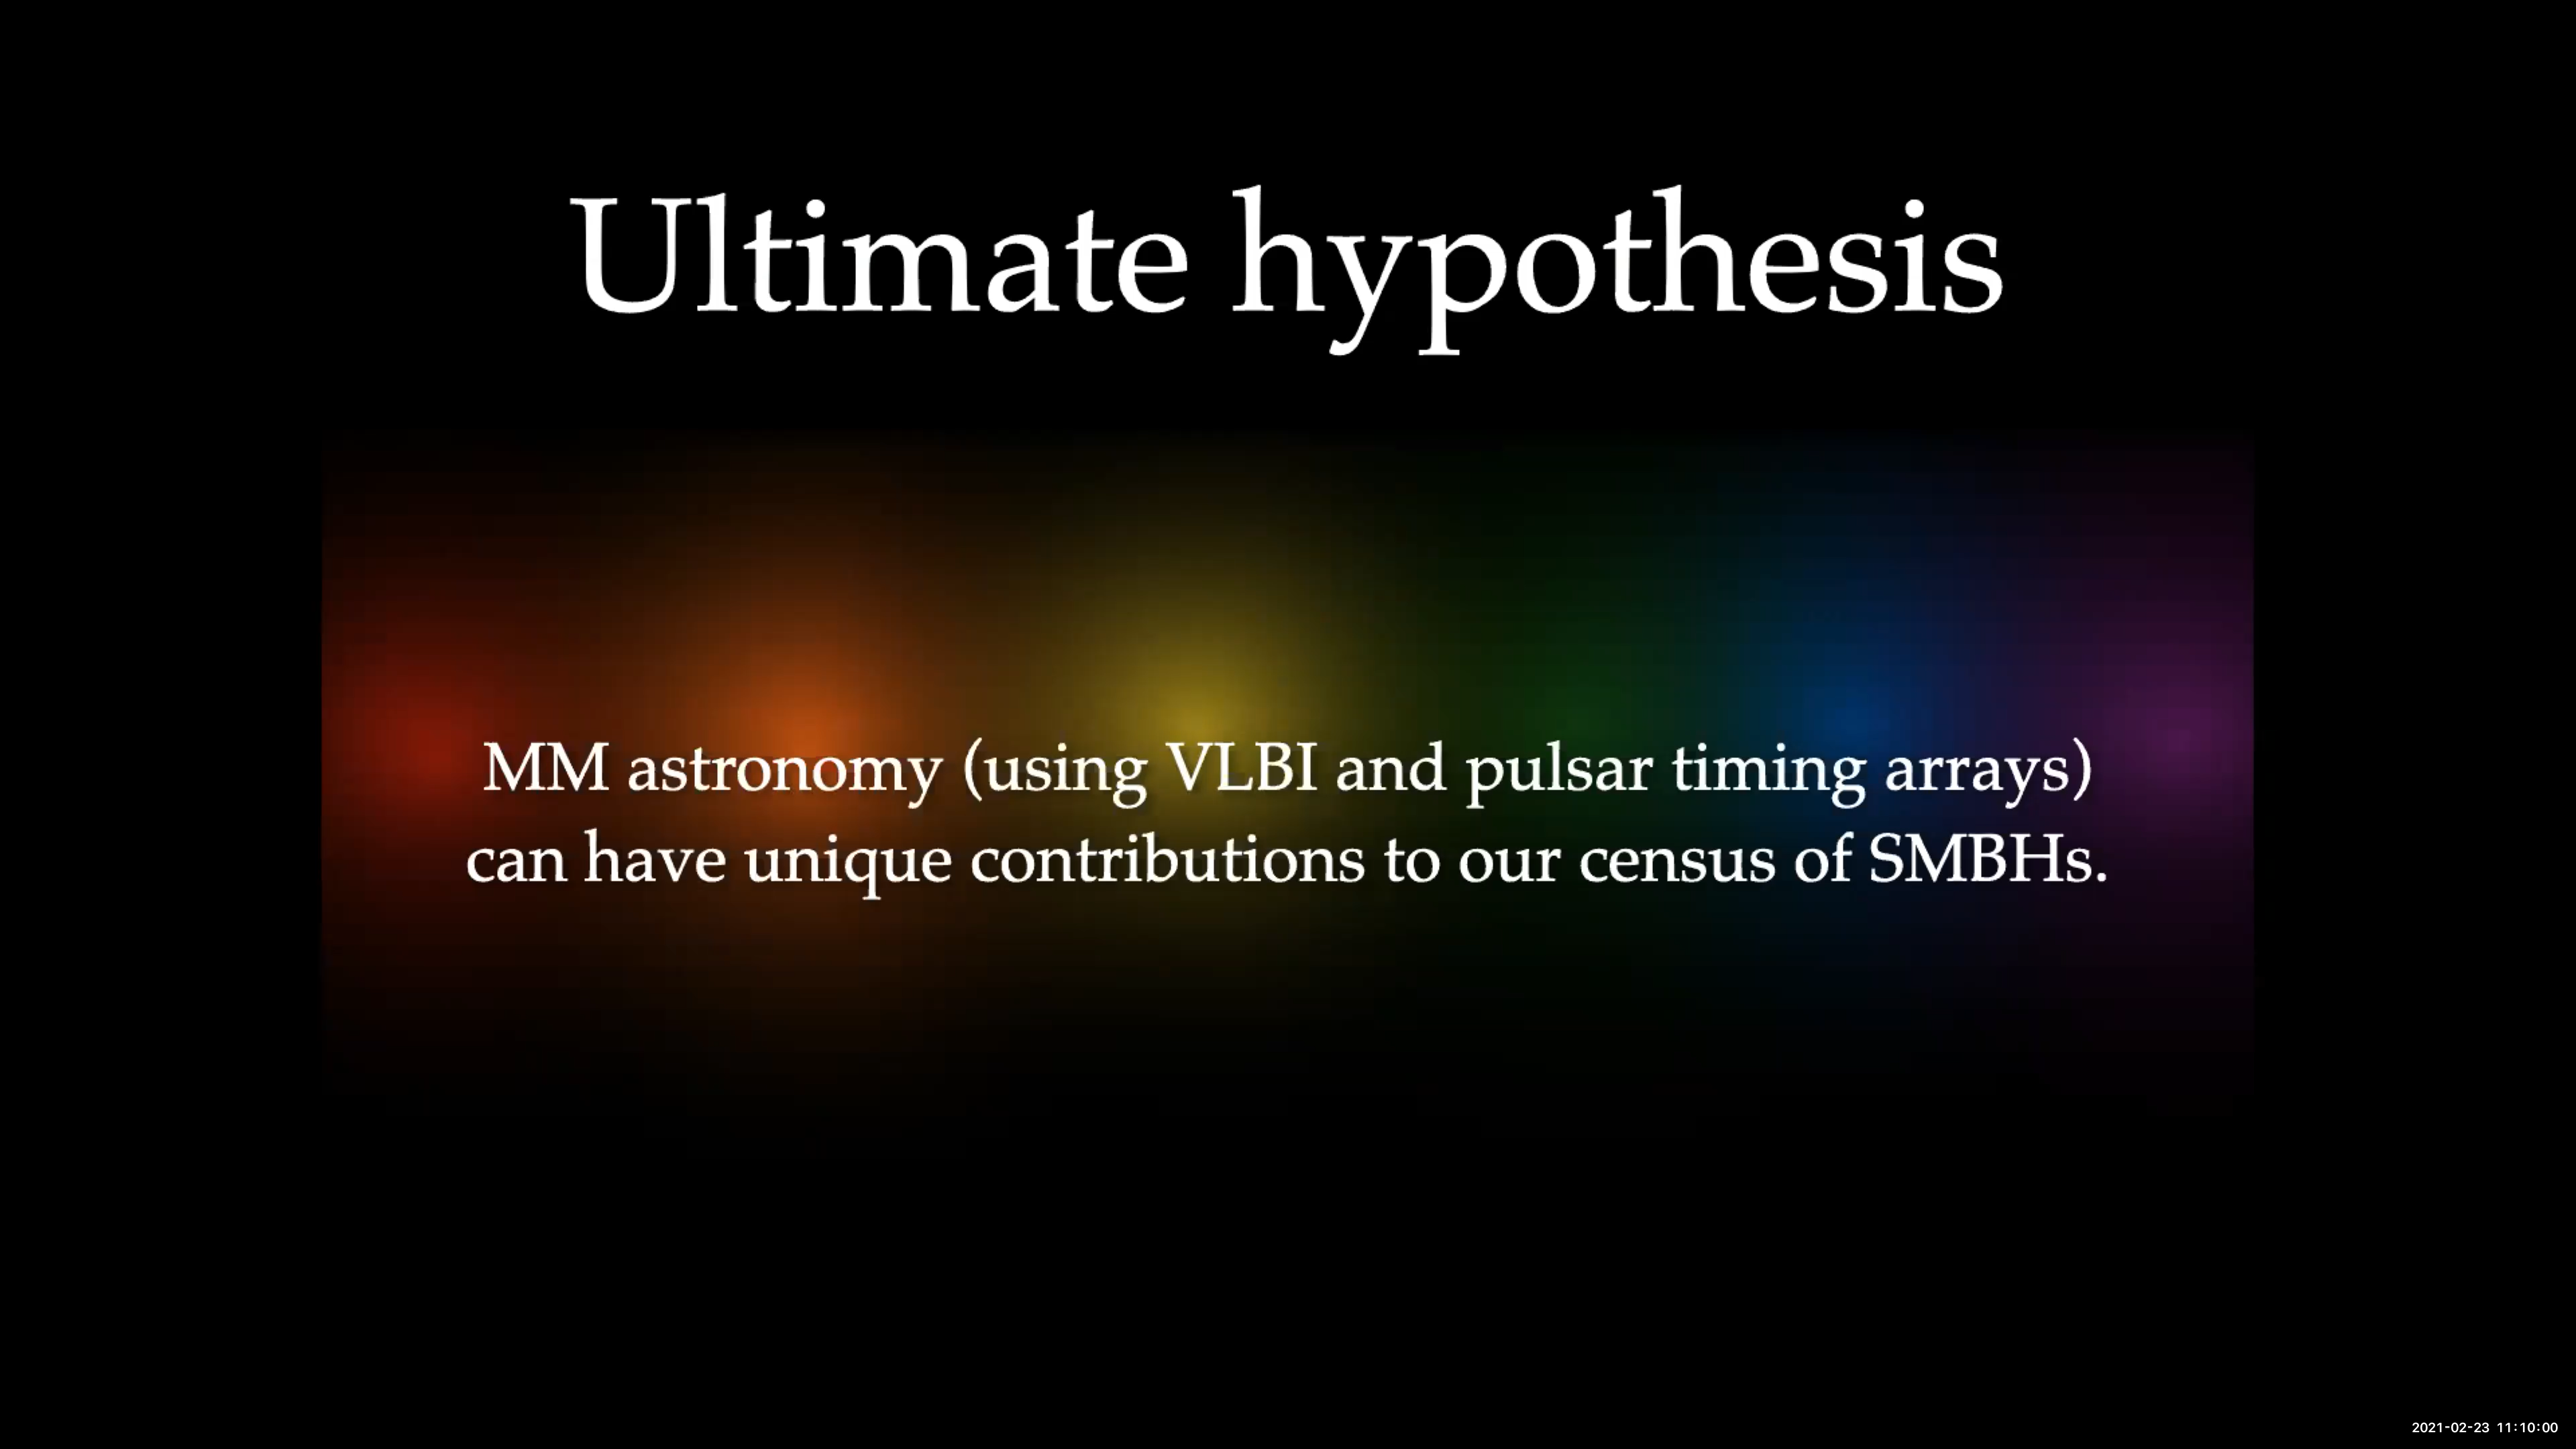 Ultimate hypothesis
MM astronomy (using VLBI and pulsar timing arrays)
can have unique contributions to our census of SMBHs.
2021-02-23 11:10:00